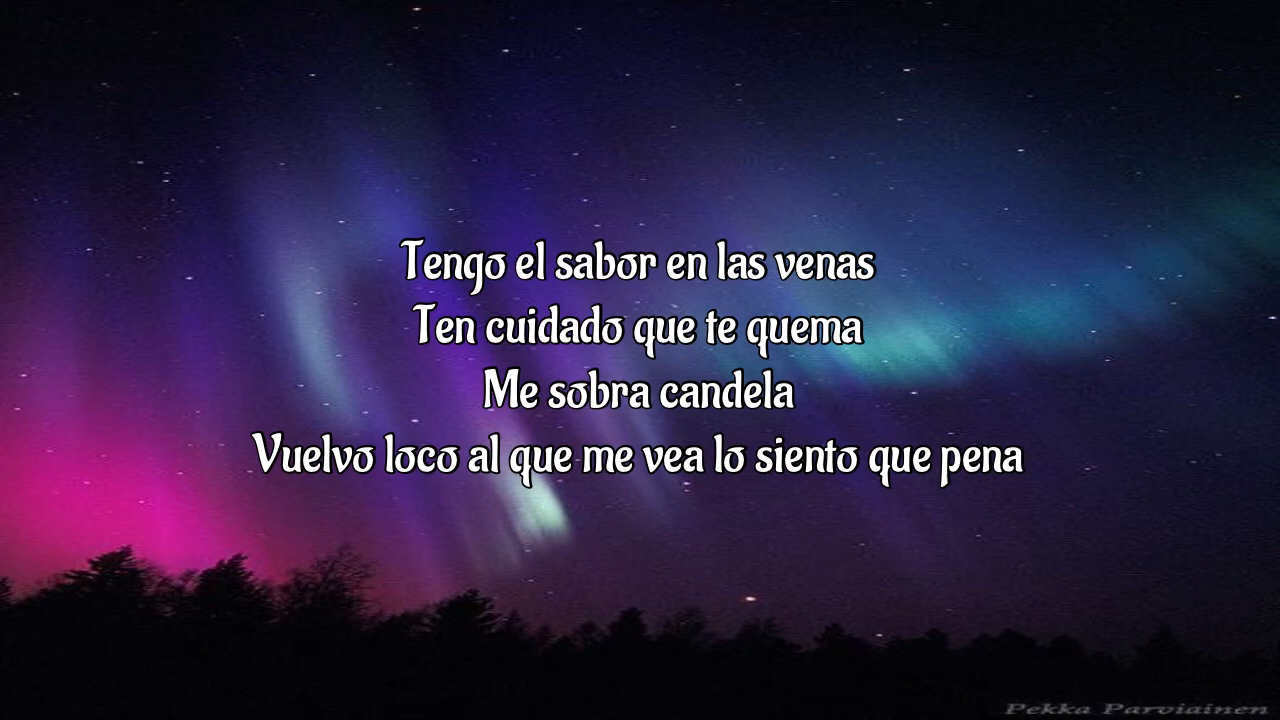 Tengo el sabor en las venas
Ten cuidado que te quema
Me sobra candela
Vuelvo loco al que me vea lo siento que pena
Pekka Parviainen